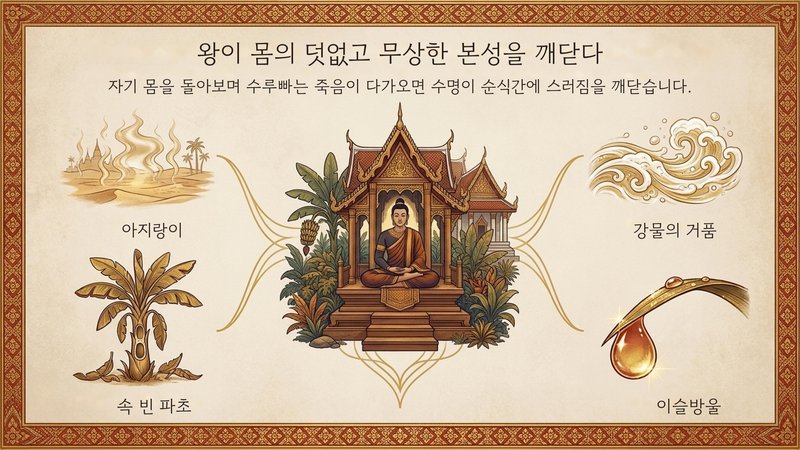 왕이 몸의 덧없고 무상한 본성을 깨닫다
자기 몸을 돌아보며 수루빠는 죽음이 다가오면 수명이 순식간에 스러짐을 깨닫습니다.
아지랑이
강물의 거품
속 빈 파초
이슬방울